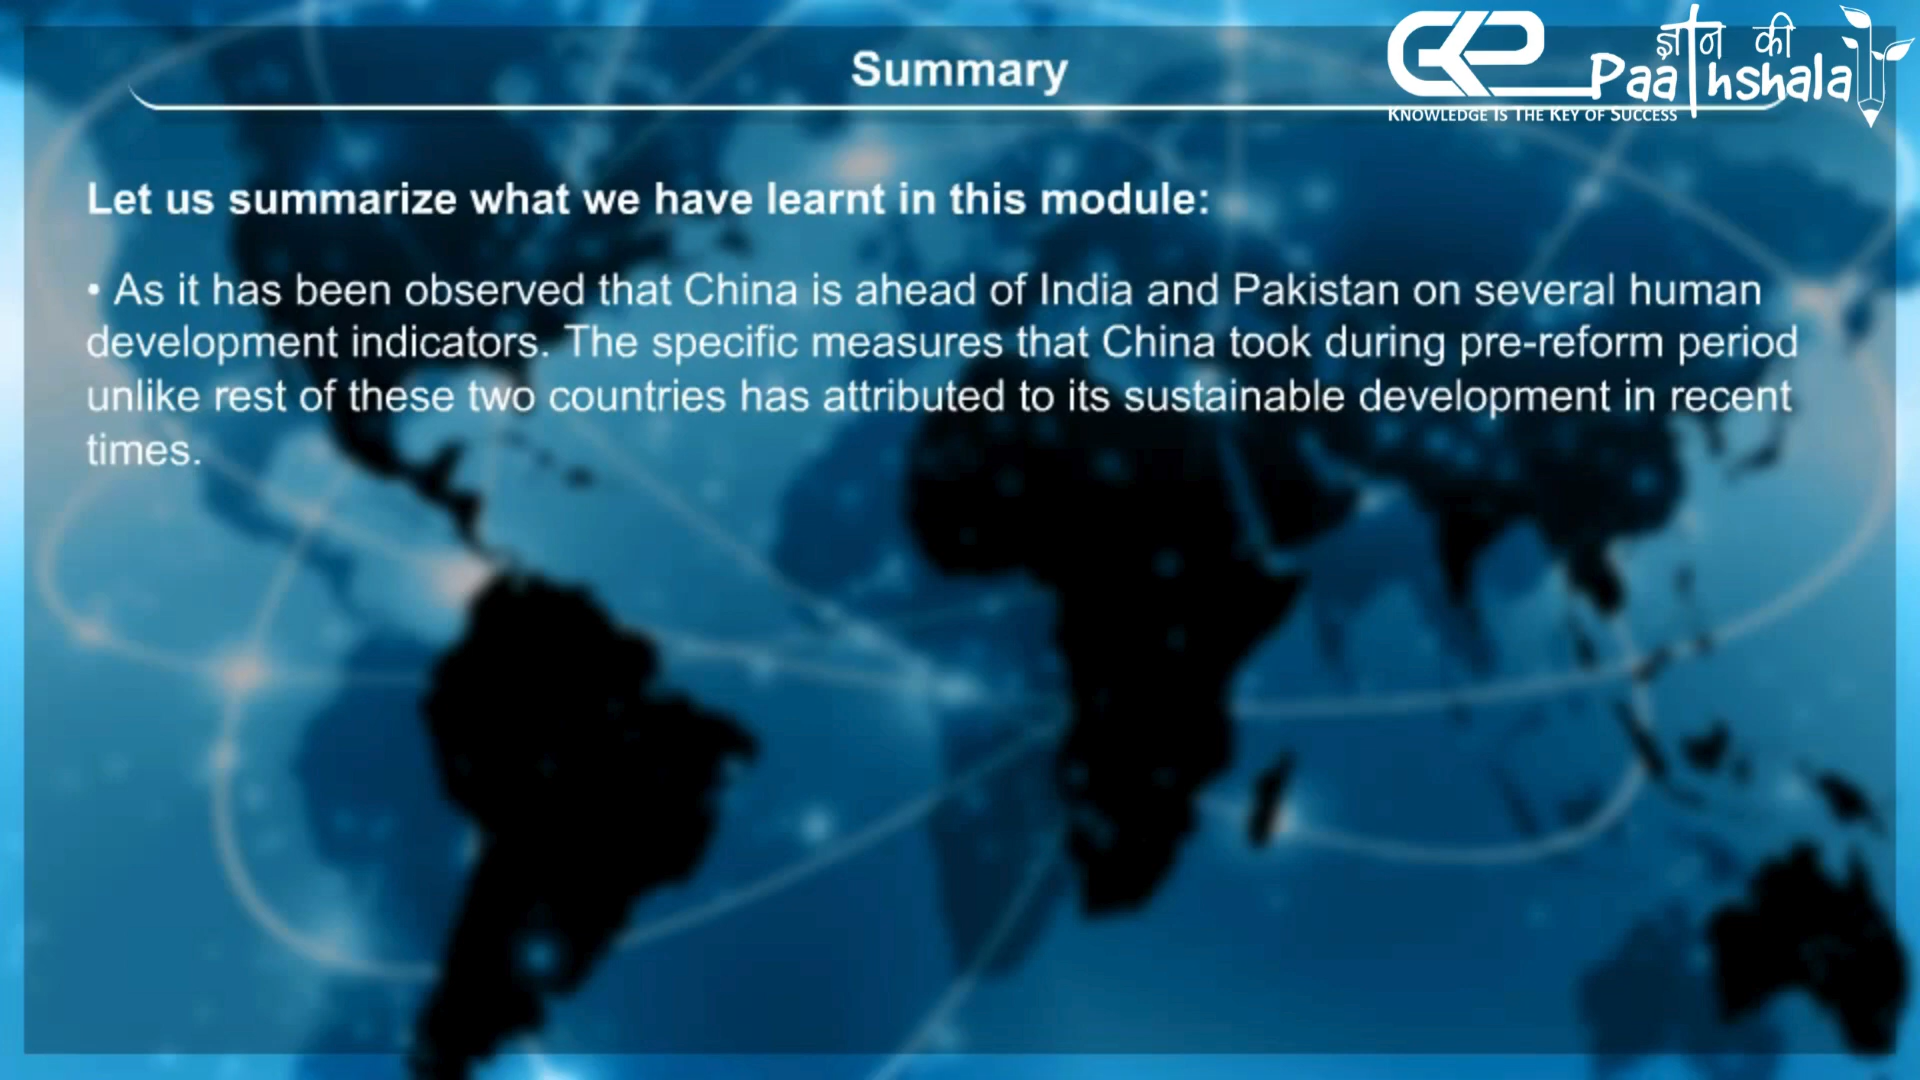 Summary
GKP
ज्ञान की
Paathshala
KNOWLEDGE IS THE KEY OF SUCCESS
Let us summarize what we have learnt in this module:
• As it has been observed that China is ahead of India and Pakistan on several human
development indicators. The specific measures that China took during pre-reform period
unlike rest of these two countries has attributed to its sustainable development in recent
times.